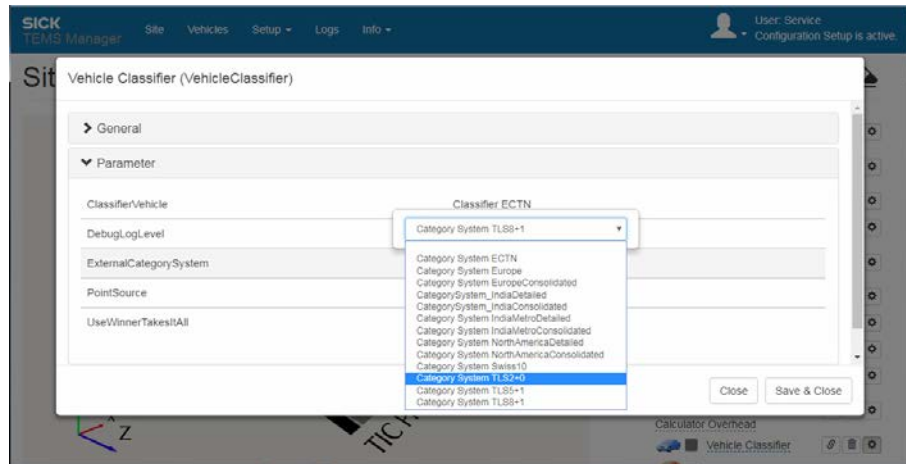 SICK
TEMS Manager
Site Vehicles Setup Logs Info
User: Service
Configuration Setup is active.
Sit
Vehicle Classifier (VehicleClassifier)
General
Parameter
ClassifierVehicle Classifier ECTN
DebugLogLevel
Category System TLS8+1
ExternalCategorySystem
PointSource
UseWinnerTakesItAll
Category System ECTN
Category System Europe
Category System EuropeConsolidated
CategorySystem_IndiaDetailed
CategorySystem_IndiaConsolidated
Category System IndiaMetroDetailed
Category System IndiaMetroConsolidated
Category System NorthAmericaDetailed
Category System NorthAmericaConsolidated
Category System Swiss10
Category System TLS2+0
Category System TLS5+1
Category System TLS8+1
Close Save & Close
Z
TIC
Calculator Overhead
Vehicle Classifier